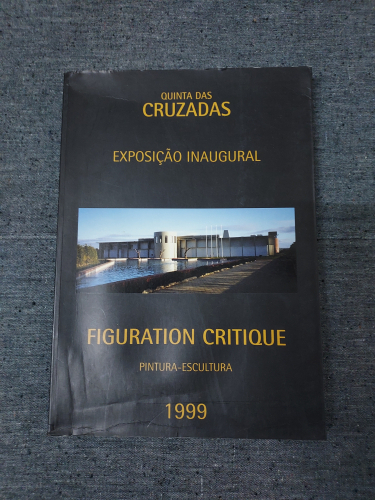 QUINTA DAS
CRUZADAS
EXPOSIÇÃO INAUGURAL
FIGURATION CRITIQUE
PINTURA-ESCULTURA
1999